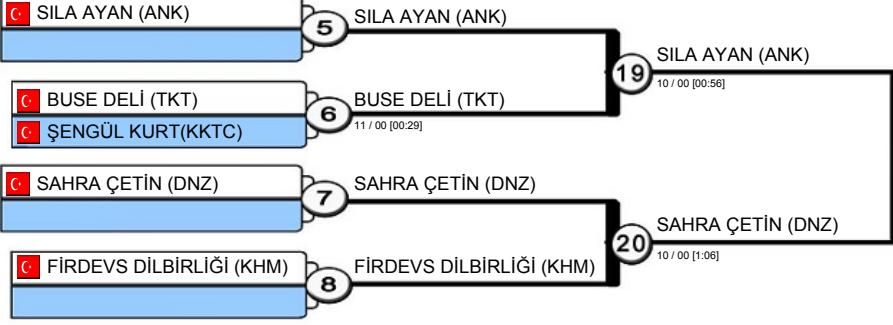 SILA AYAN (ANK)
5
SILA AYAN (ANK)
19
SILA AYAN (ANK)
10 / 00 [00:56]
BUSE DELİ (TKT)
ŞENGÜL KURT(KKTC)
6
BUSE DELİ (TKT)
11 / 00 [00:29]
SAHRA ÇETİN (DNZ)
7
SAHRA ÇETİN (DNZ)
20
SAHRA ÇETİN (DNZ)
10 / 00 [1:06]
FİRDEVS DİLBİRLİĞİ (KHM)
8
FİRDEVS DİLBİRLİĞİ (KHM)